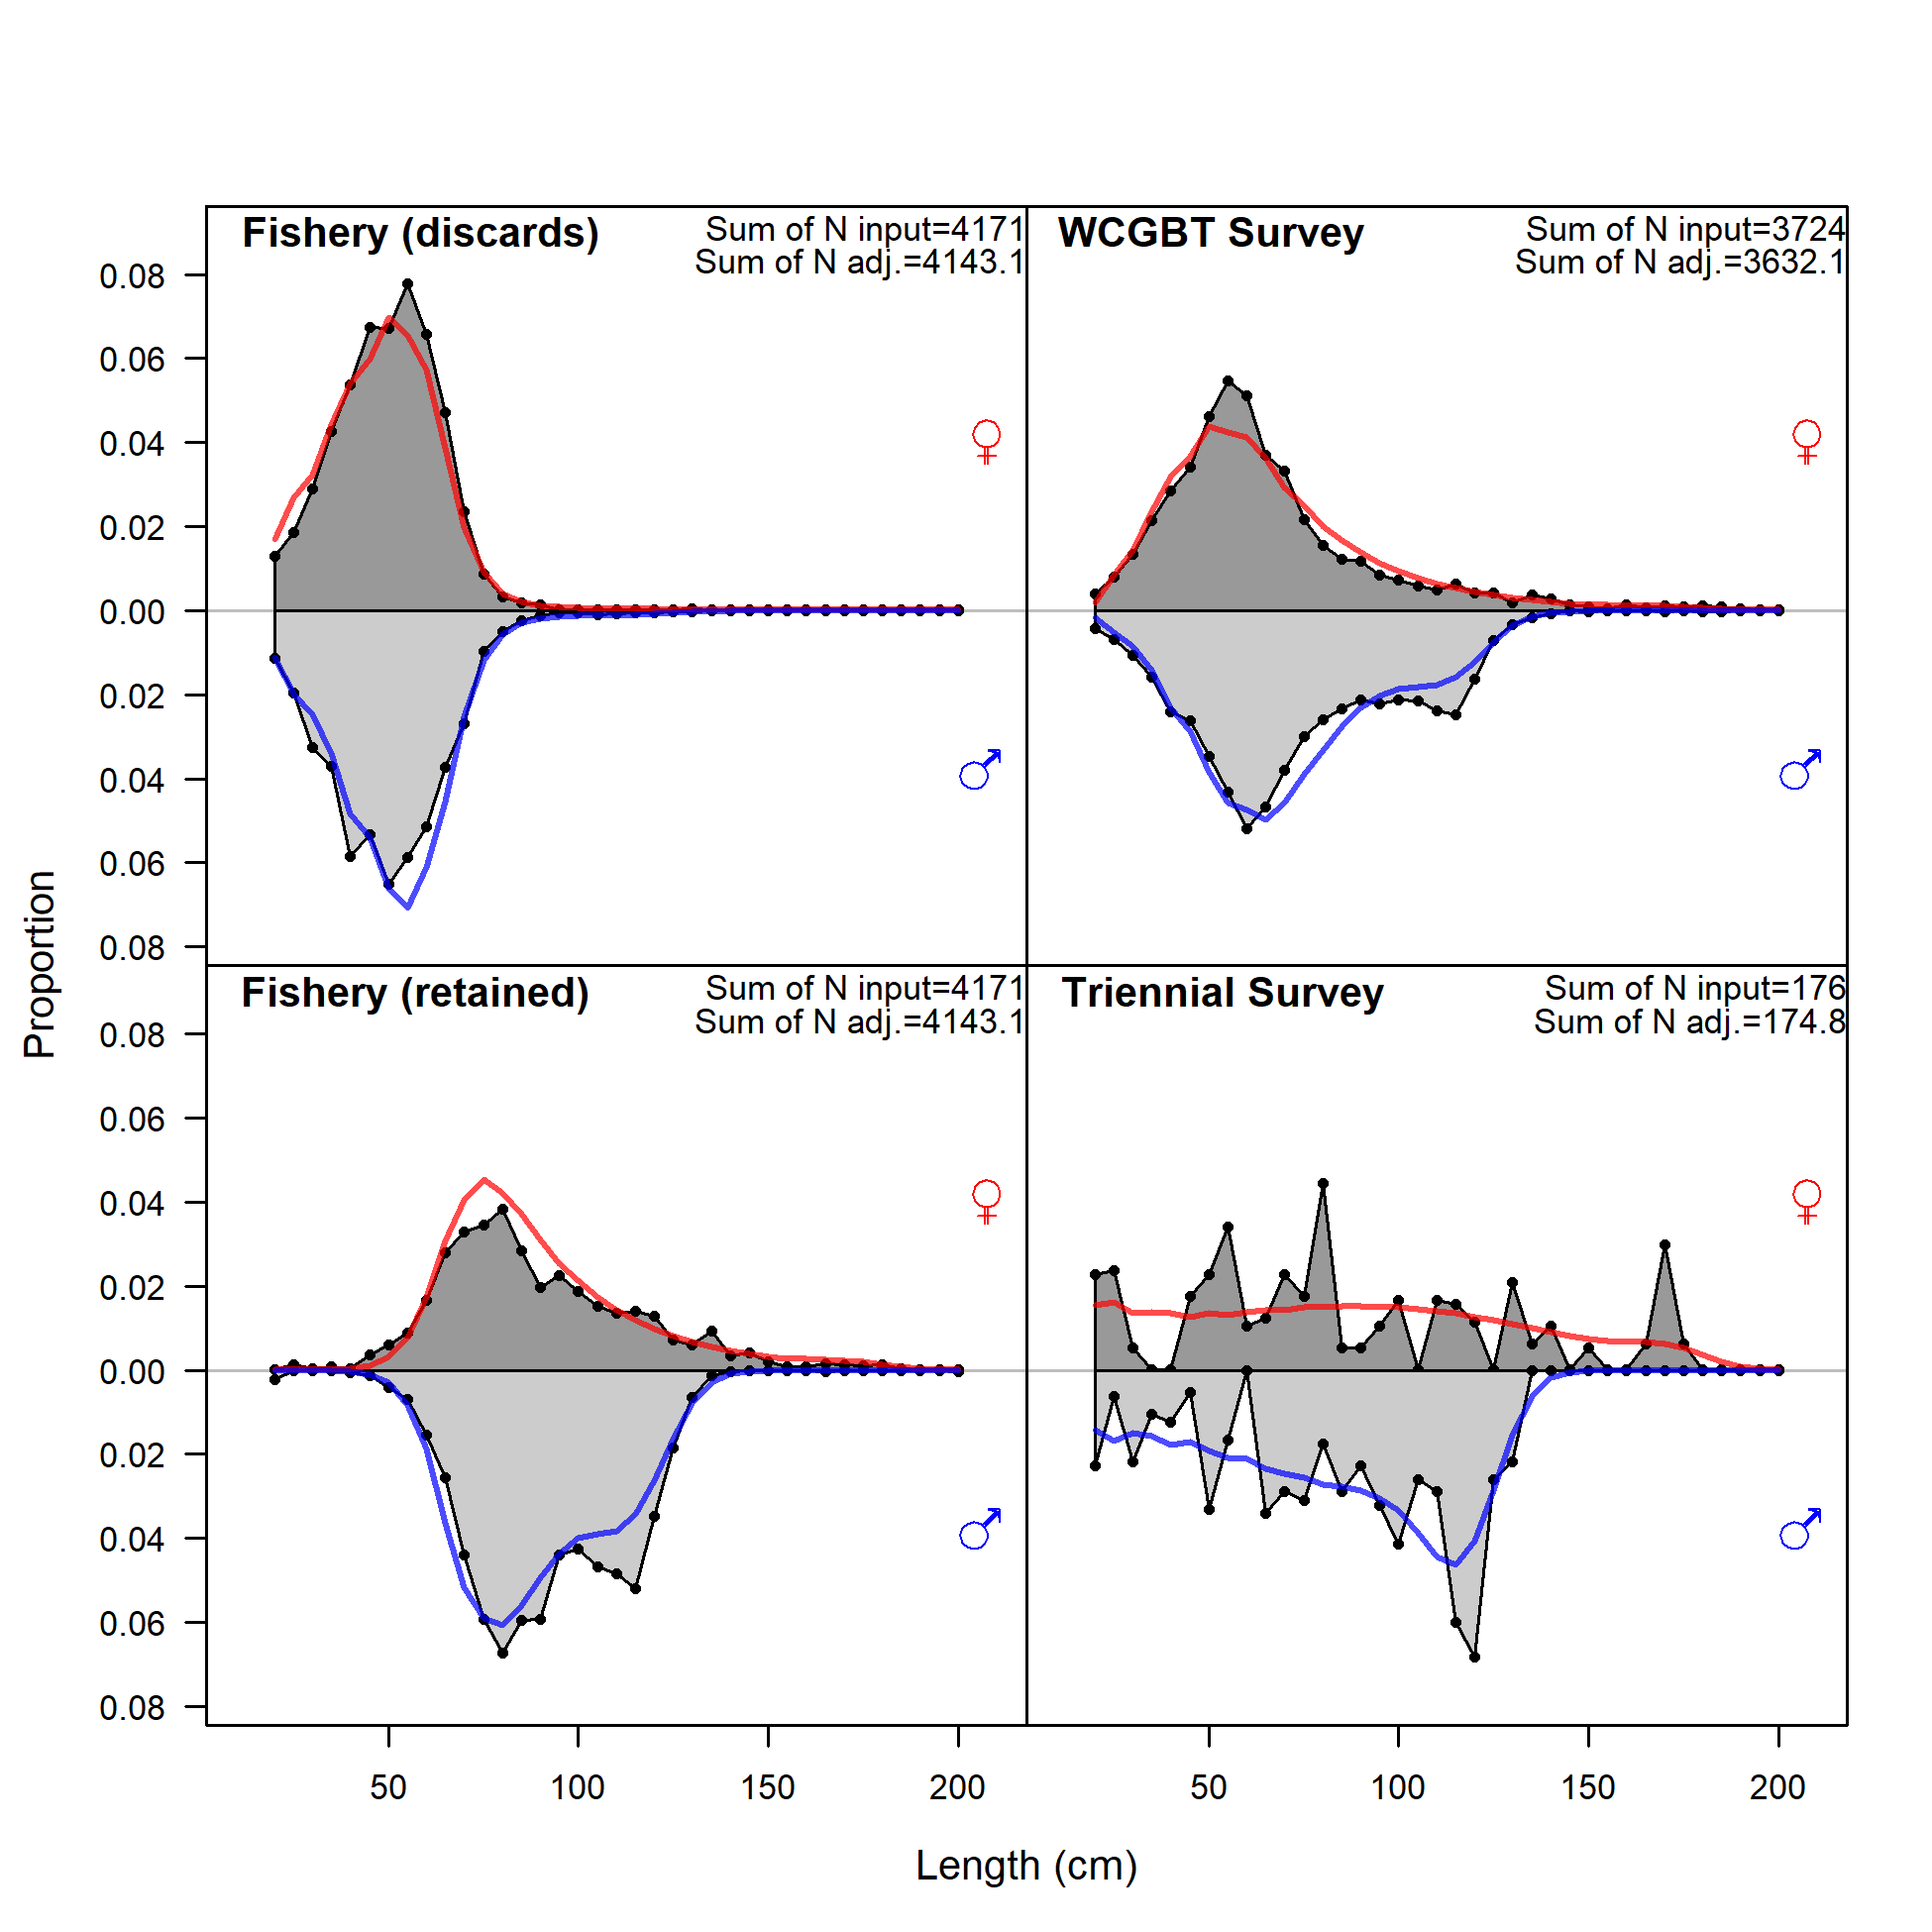 Fishery (discards)
Sum of N input=4171
Sum of N adj.=4143.1
WCGBT Survey
Sum of N input=3724
Sum of N adj.=3632.1
0.08
0.06
0.04
0.02
0.00
0.02
0.04
0.06
0.08
♀
♂
♀
♂
Proportion
Fishery (retained)
Sum of N input=4171
Sum of N adj.=4143.1
Triennial Survey
Sum of N input=176
Sum of N adj.=174.8
0.08
0.06
0.04
0.02
0.00
0.02
0.04
0.06
0.08
♀
♂
♀
♂
50 100 150 200
50 100 150 200
Length (cm)